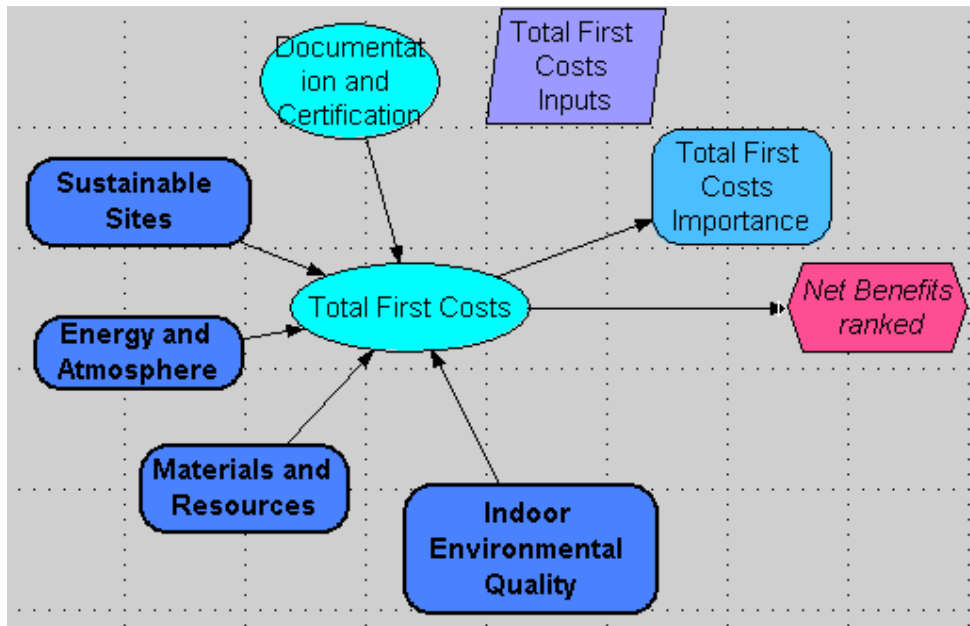 Documentat
ion and
Certification
Total First
Costs
Inputs
Total First
Costs
Importance
Sustainable
Sites
Total First Costs
Net Benefits
ranked
Energy and
Atmosphere
Materials and
Resources
Indoor
Environmental
Quality